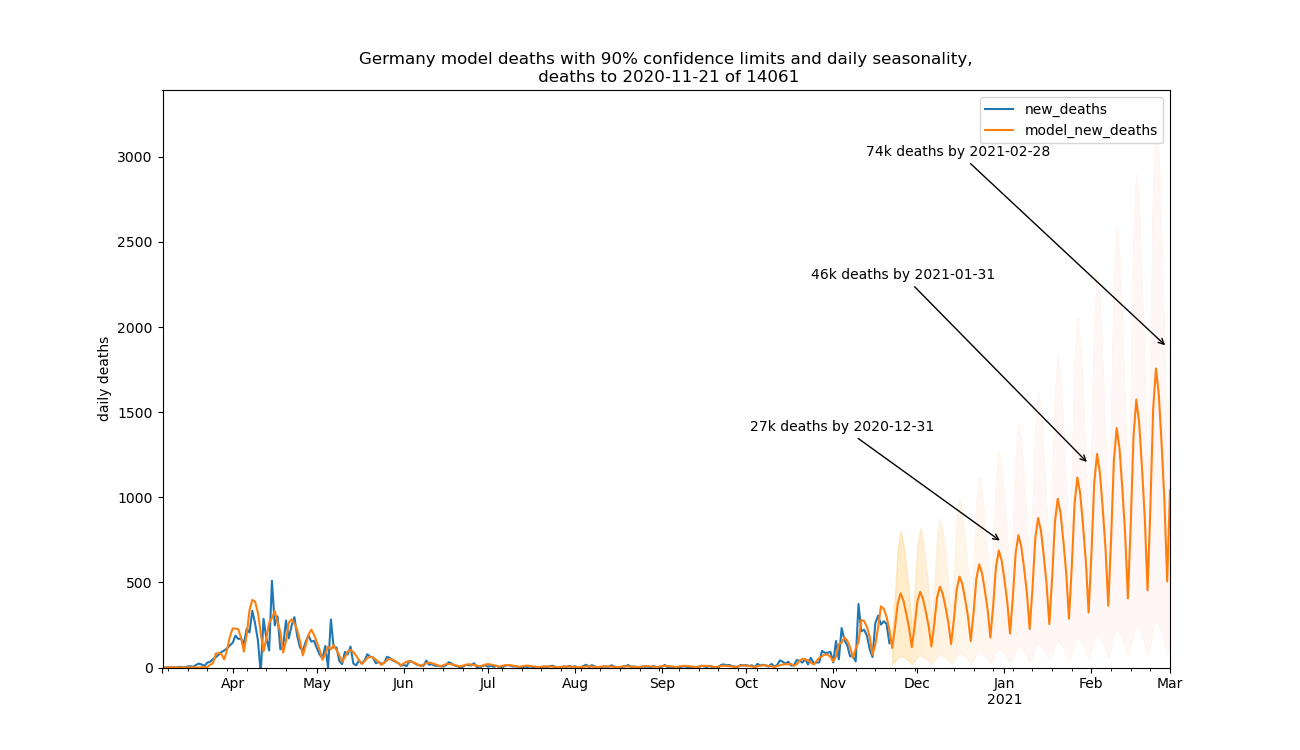 Germany model deaths with 90% confidence limits and daily seasonality,
deaths to 2020-11-21 of 14061
new_deaths
model_new_deaths
74k deaths by 2021-02-28
46k deaths by 2021-01-31
27k deaths by 2020-12-31
daily deaths
3000
2500
2000
1500
1000
500
0
Apr May Jun Jul Aug Sep Oct Nov Dec Jan Feb Mar
2021